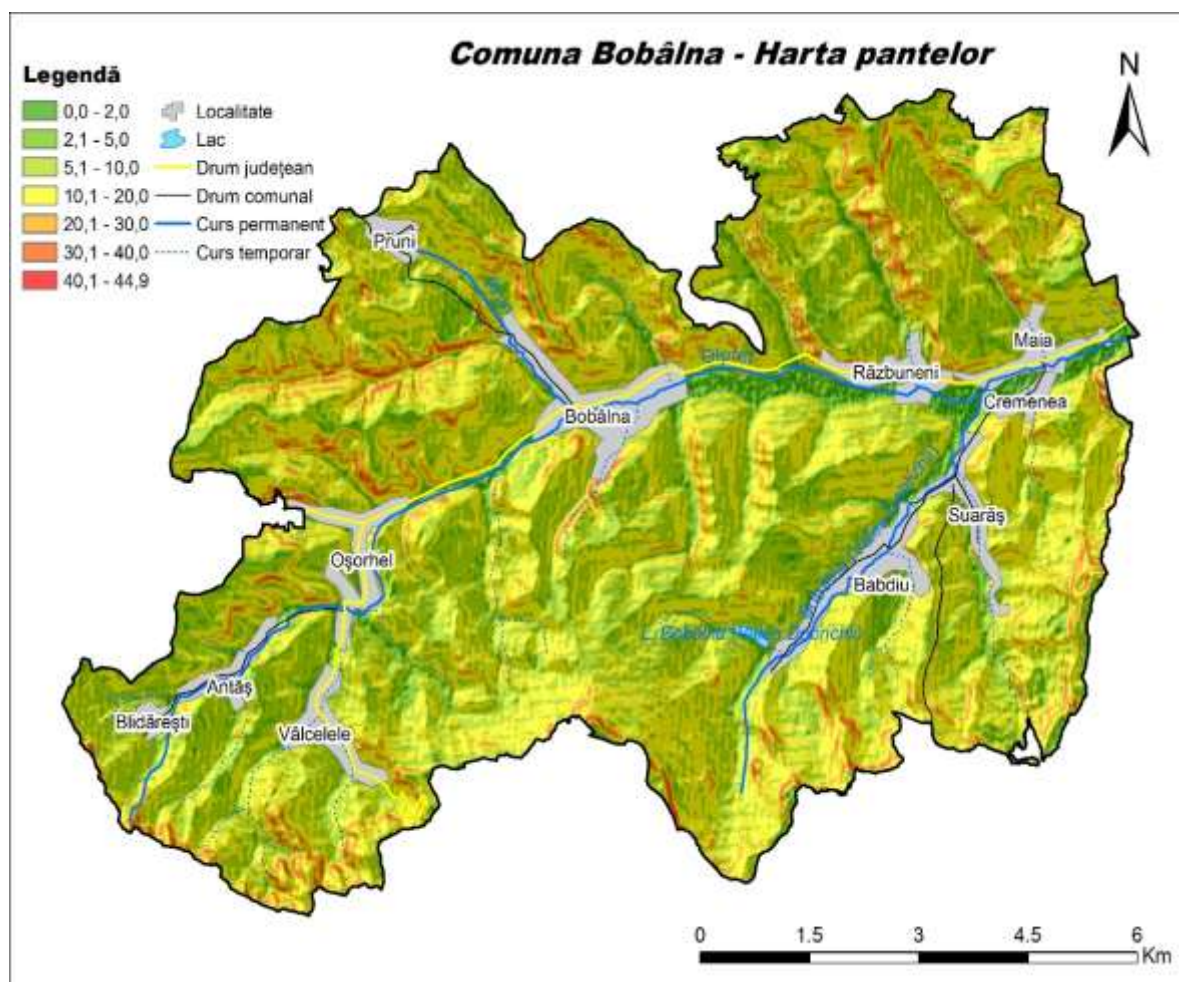 Comuna Bobâlna - Harta pantelor
Legendă
0,0 - 2,0
2,1 - 5,0
5,1 - 10,0
10,1 - 20,0
20,1 - 30,0
30,1 - 40,0
40,1 - 44,9
Localitate
Lac
Drum județean
Drum comunal
Curs permanent
Curs temporar
N
Pruni
Maia
Răzbuneni
Cremenea
Bobâlna
Suarăș
Oșorhel
Babdiu
L. Bobâlna
Antăș
Blidărești
Vâlcelele
0 1.5 3 4.5 6
Km